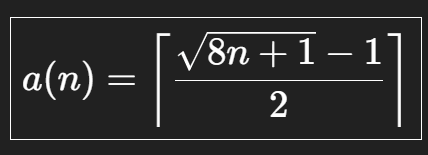 a(n) = ⌈(√(8n + 1) − 1)/2⌉